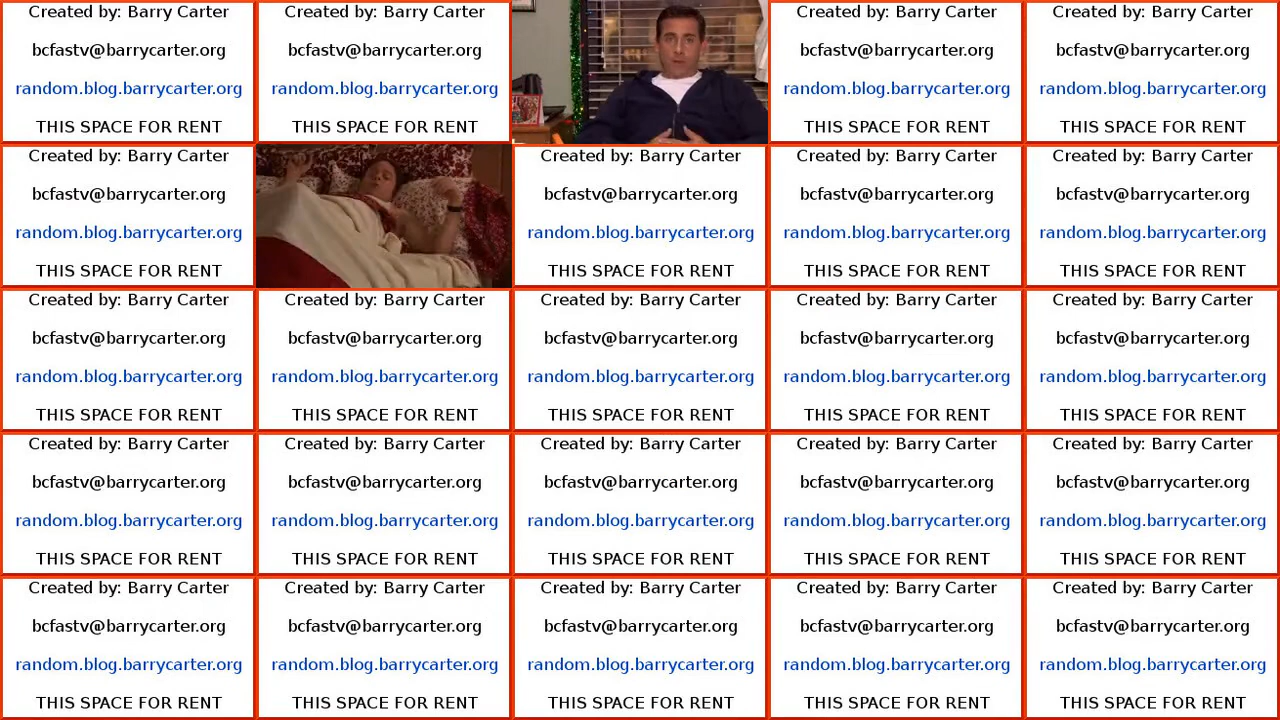 Created by: Barry Carter
bcfastv@barrycarter.org
random.blog.barrycarter.org
THIS SPACE FOR RENT
Created by: Barry Carter
bcfastv@barrycarter.org
random.blog.barrycarter.org
THIS SPACE FOR RENT
Created by: Barry Carter
bcfastv@barrycarter.org
random.blog.barrycarter.org
THIS SPACE FOR RENT
Created by: Barry Carter
bcfastv@barrycarter.org
random.blog.barrycarter.org
THIS SPACE FOR RENT
Created by: Barry Carter
bcfastv@barrycarter.org
random.blog.barrycarter.org
THIS SPACE FOR RENT
Created by: Barry Carter
bcfastv@barrycarter.org
random.blog.barrycarter.org
THIS SPACE FOR RENT
Created by: Barry Carter
bcfastv@barrycarter.org
random.blog.barrycarter.org
THIS SPACE FOR RENT
Created by: Barry Carter
bcfastv@barrycarter.org
random.blog.barrycarter.org
THIS SPACE FOR RENT
Created by: Barry Carter
bcfastv@barrycarter.org
random.blog.barrycarter.org
THIS SPACE FOR RENT
Created by: Barry Carter
bcfastv@barrycarter.org
random.blog.barrycarter.org
THIS SPACE FOR RENT
Created by: Barry Carter
bcfastv@barrycarter.org
random.blog.barrycarter.org
THIS SPACE FOR RENT
Created by: Barry Carter
bcfastv@barrycarter.org
random.blog.barrycarter.org
THIS SPACE FOR RENT
Created by: Barry Carter
bcfastv@barrycarter.org
random.blog.barrycarter.org
THIS SPACE FOR RENT
Created by: Barry Carter
bcfastv@barrycarter.org
random.blog.barrycarter.org
THIS SPACE FOR RENT
Created by: Barry Carter
bcfastv@barrycarter.org
random.blog.barrycarter.org
THIS SPACE FOR RENT
Created by: Barry Carter
bcfastv@barrycarter.org
random.blog.barrycarter.org
THIS SPACE FOR RENT
Created by: Barry Carter
bcfastv@barrycarter.org
random.blog.barrycarter.org
THIS SPACE FOR RENT
Created by: Barry Carter
bcfastv@barrycarter.org
random.blog.barrycarter.org
THIS SPACE FOR RENT
Created by: Barry Carter
bcfastv@barrycarter.org
random.blog.barrycarter.org
THIS SPACE FOR RENT
Created by: Barry Carter
bcfastv@barrycarter.org
random.blog.barrycarter.org
THIS SPACE FOR RENT
Created by: Barry Carter
bcfastv@barrycarter.org
random.blog.barrycarter.org
THIS SPACE FOR RENT
Created by: Barry Carter
bcfastv@barrycarter.org
random.blog.barrycarter.org
THIS SPACE FOR RENT
Created by: Barry Carter
bcfastv@barrycarter.org
random.blog.barrycarter.org
THIS SPACE FOR RENT